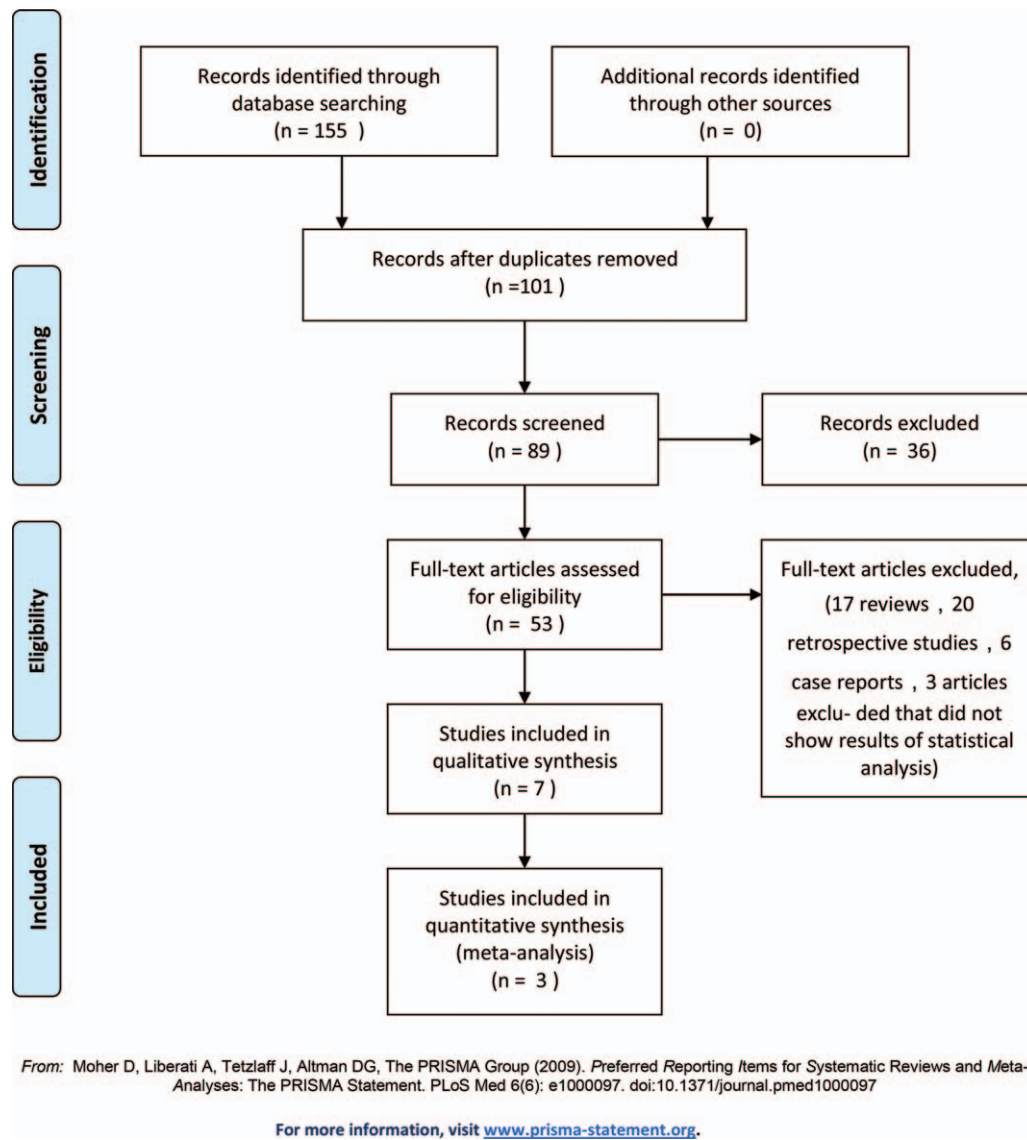 Identification
Records identified through
database searching
(n = 155 )
Additional records identified
through other sources
(n = 0)
Records after duplicates removed
(n =101 )
Screening
Records screened
(n = 89 )
Records excluded
(n = 36)
Eligibility
Full-text articles assessed
for eligibility
(n = 53 )
Full-text articles excluded,
(17 reviews , 20
retrospective studies , 6
case reports , 3 articles
exclu- ded that did not
show results of statistical
analysis)
Studies included in
qualitative synthesis
(n = 7 )
Included
Studies included in
quantitative synthesis
(meta-analysis)
(n = 3 )
From: Moher D, Liberati A, Tetzlaff J, Altman DG, The PRISMA Group (2009). Preferred Reporting Items for Systematic Reviews and Meta-
Analyses: The PRISMA Statement. PLoS Med 6(6): e1000097. doi:10.1371/journal.pmed1000097
For more information, visit www.prisma-statement.org.